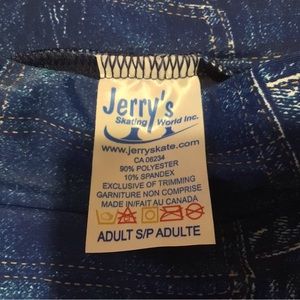 Jerry's
Skating World Inc.
www.jerryskate.com
CA 06234
90% POLYESTER
10% SPANDEX
EXCLUSIVE OF TRIMMING
GARNITURE NON COMPRISE
MADE IN/FAIT AU CANADA
ADULT S/P ADULTE